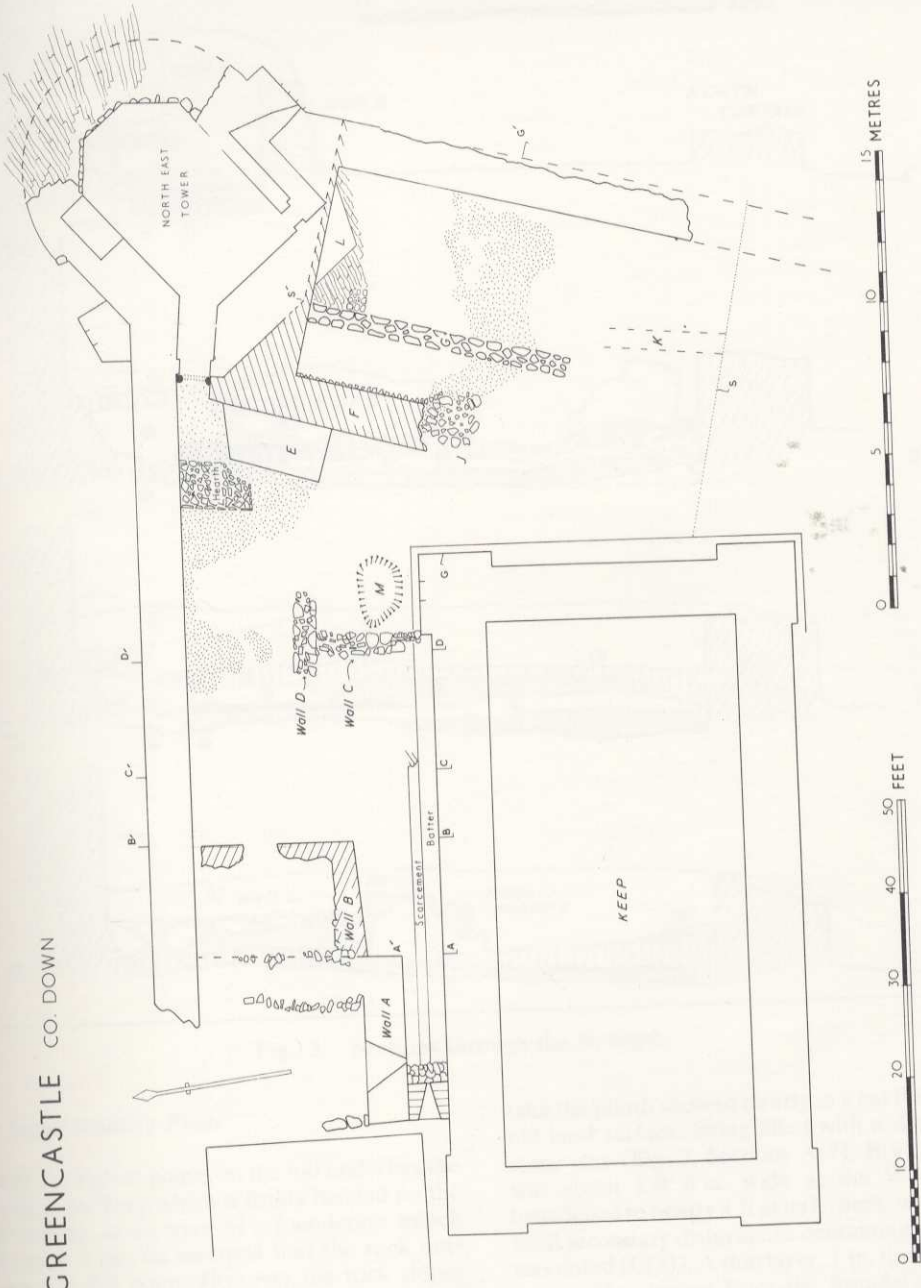 GREENCASTLE CO. DOWN
NORTH EAST
TOWER
B′
C′
D′
S′
L
G′
G′
E
F
J
K
S
Hearth
M
Wall D
Wall C
Wall B
Wall A
A′
Scarcement
Batter
A
B
C
D
G
KEEP
0 10 20 30 40 50 FEET
0 5 10 15 METRES